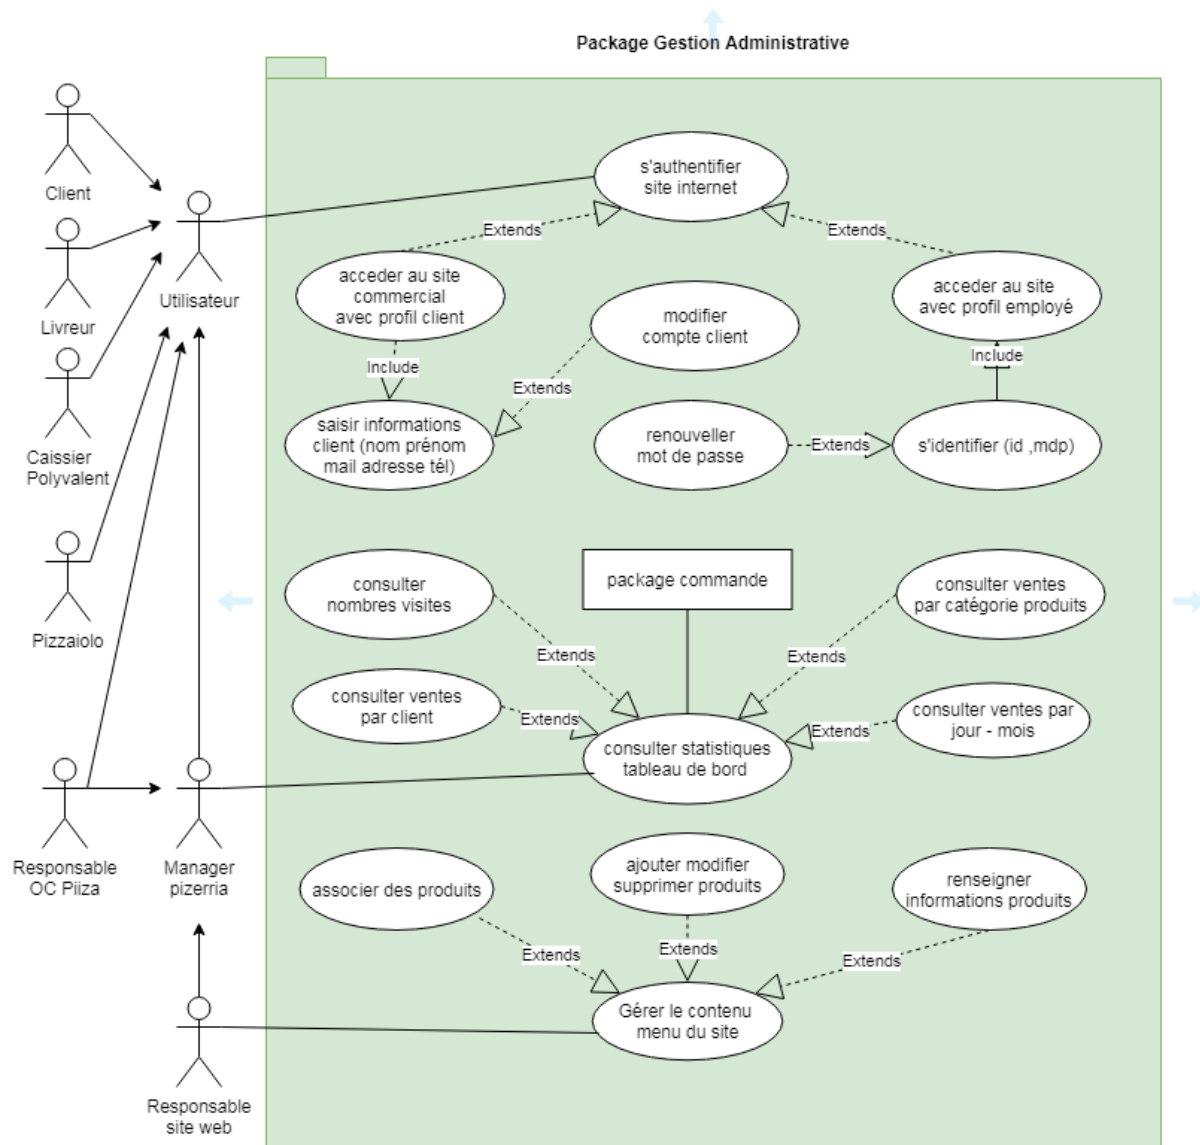 Package Gestion Administrative
Client
Livreur
Caissier
Polyvalent
Pizzaiolo
Utilisateur
s'authentifier
site internet
Extends
Extends
acceder au site
commercial
avec profil client
modifier
compte client
acceder au site
avec profil employé
Include
Extends
Include
saisir informations
client (nom prénom
mail adresse tél)
renouveller
mot de passe
Extends
s'identifier (id ,mdp)
consulter
nombres visites
package commande
consulter ventes
par catégorie produits
Extends
Extends
consulter ventes
par client
Extends
Extends
consulter ventes par
jour - mois
consulter statistiques
tableau de bord
Responsable
OC Piiza
Manager
pizerria
associer des produits
ajouter modifier
supprimer produits
renseigner
informations produits
Extends
Extends
Extends
Gérer le contenu
menu du site
Responsable
site web